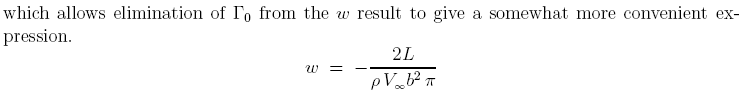 which allows elimination of Γ₀ from the w result to give a somewhat more convenient ex-
pression.
w = −2L / (ρ V∞ b² π)